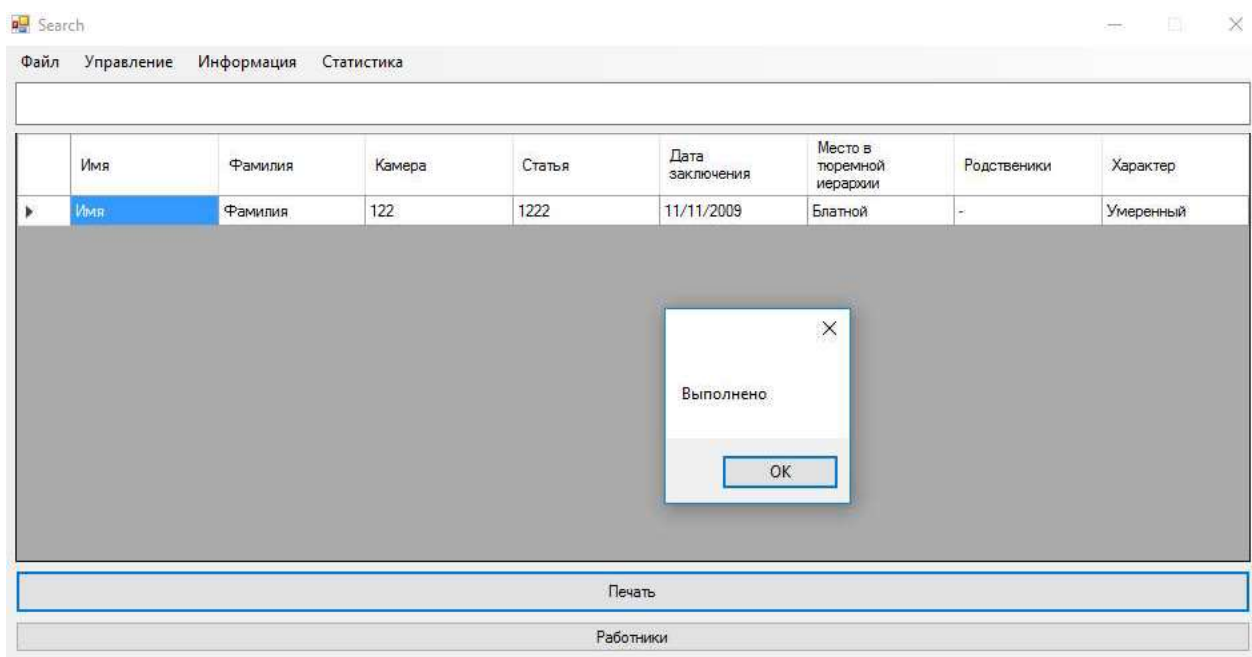 Search
Файл Управление Информация Статистика
Имя Фамилия Камера Статья Дата заключения Место в тюремной иерархии Родственики Характер
Имя Фамилия 122 1222 11/11/2009 Блатной - Умеренный
Выполнено
OK
Печать
Работники